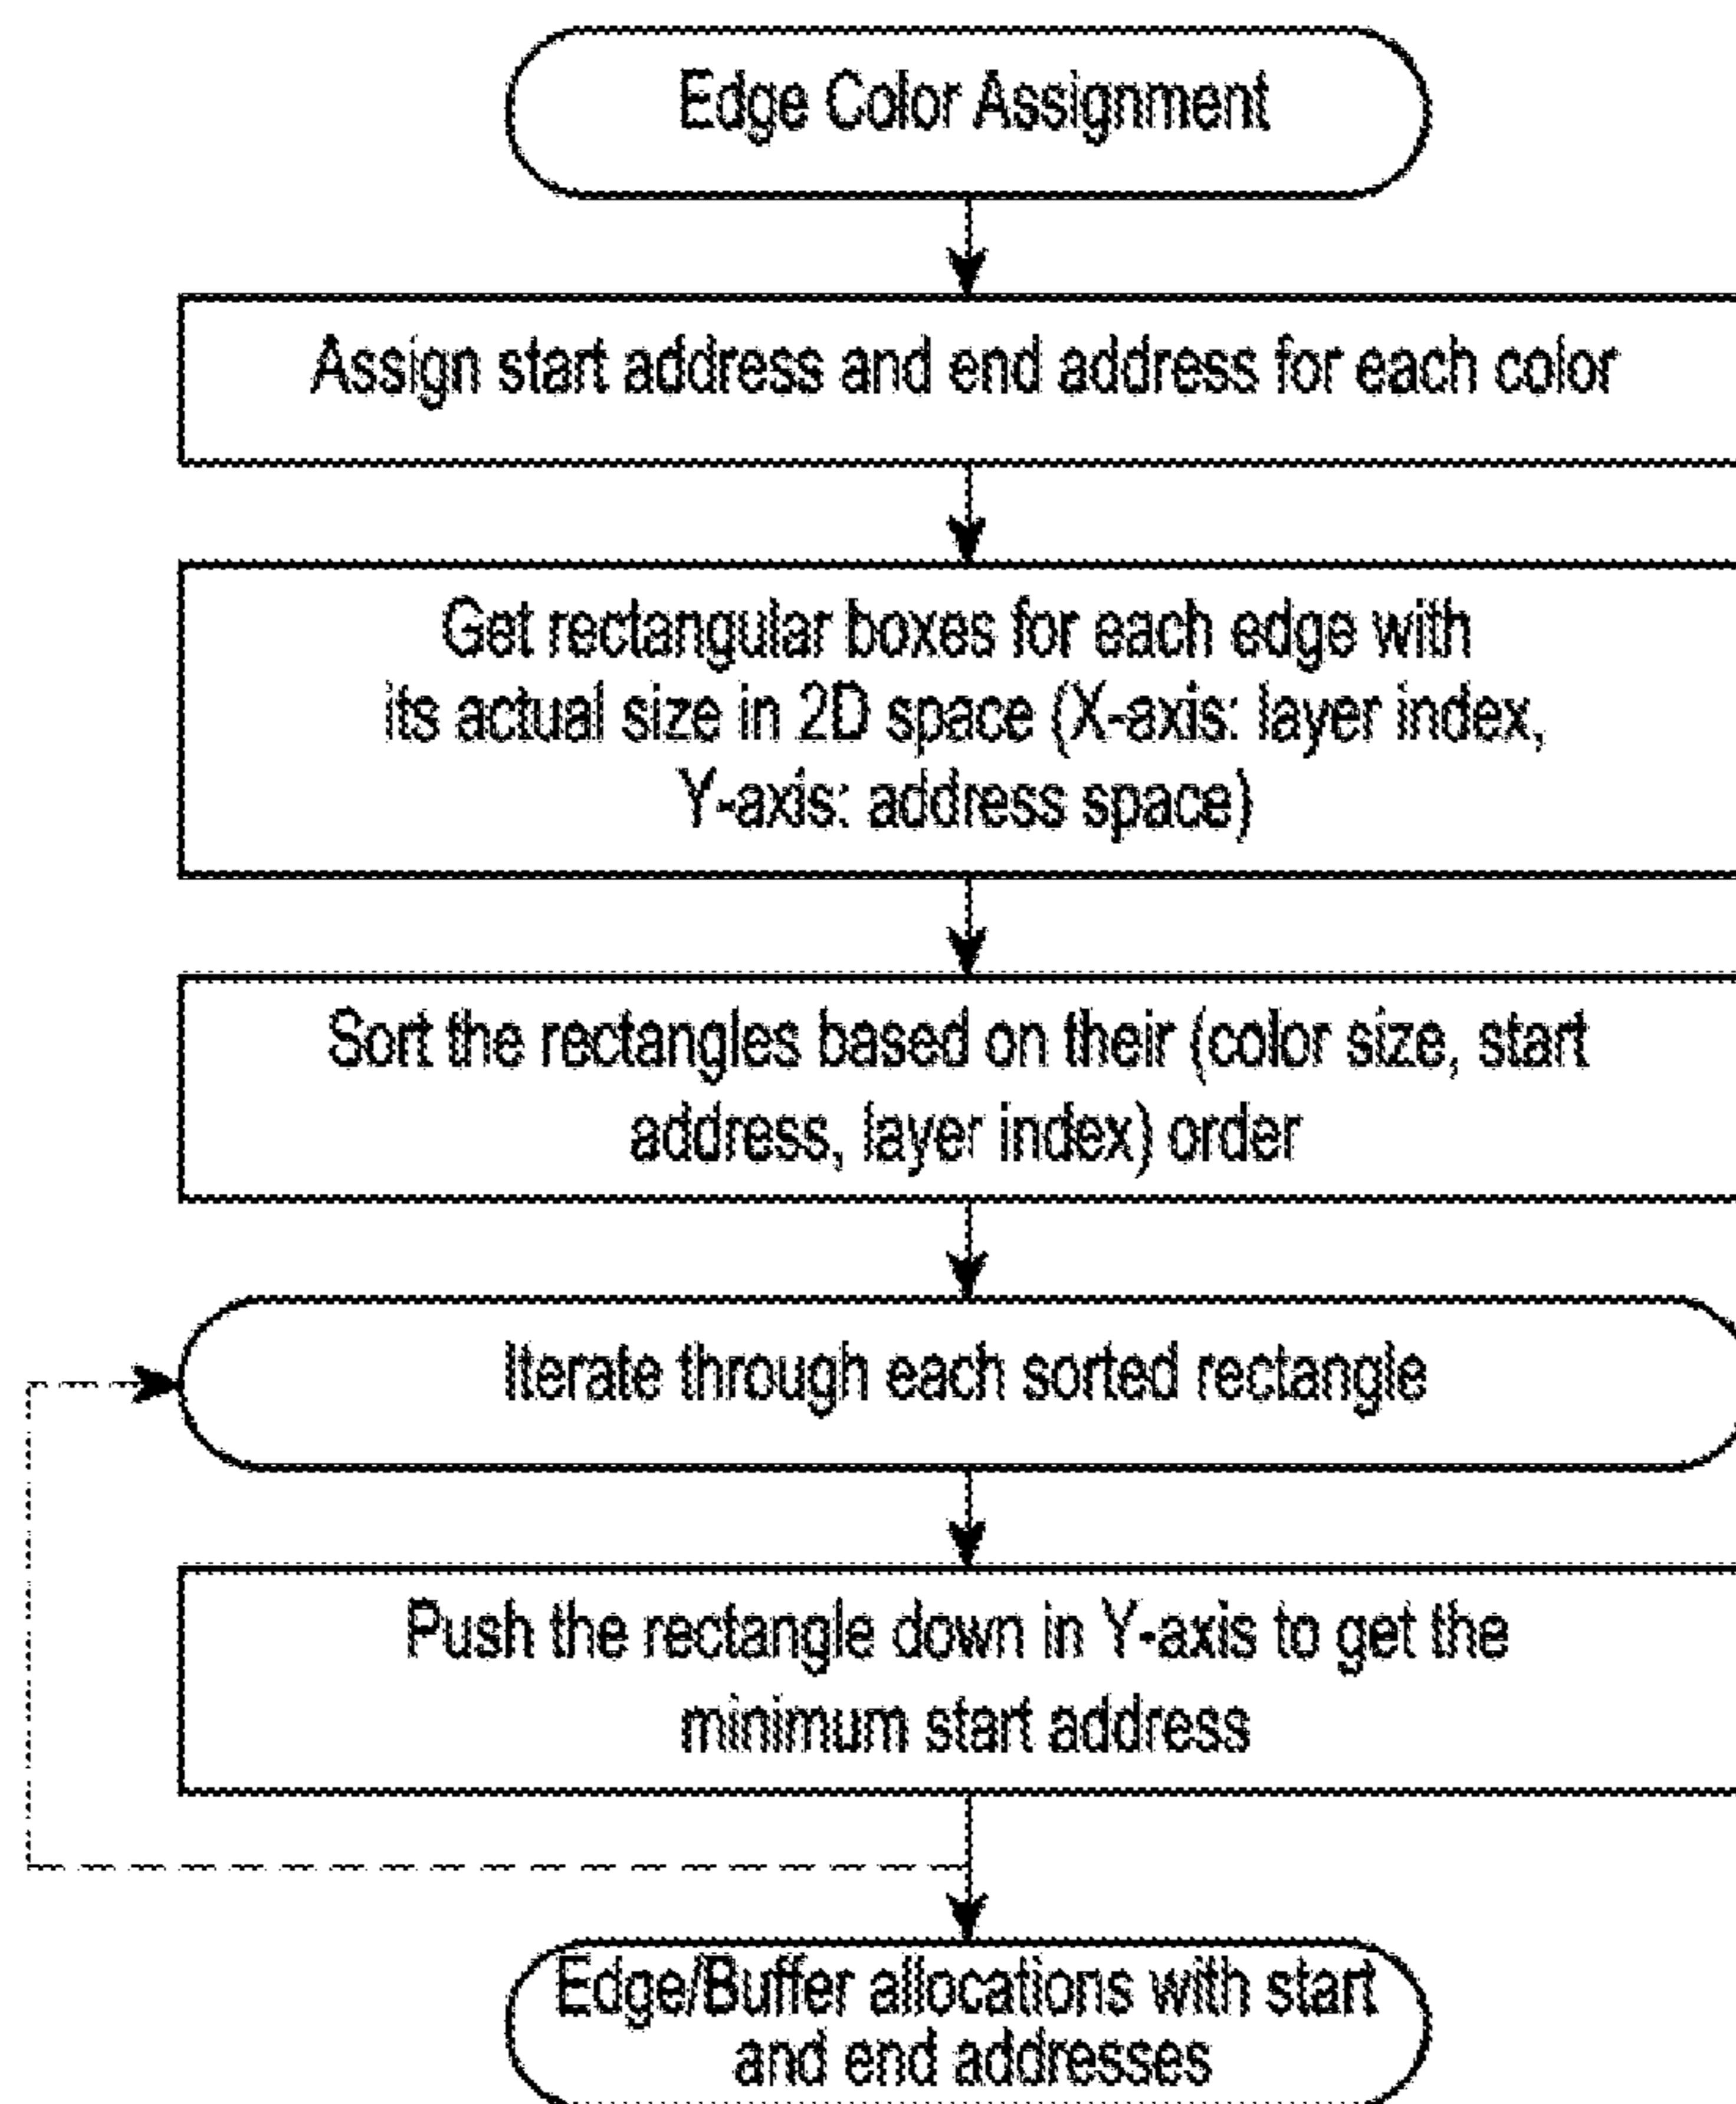 Edge Color Assignment
Assign start address and end address for each color
Get rectangular boxes for each edge with
its actual size in 2D space (X-axis: layer index,
Y-axis: address space)
Sort the rectangles based on their (color size, start
address, layer index) order
Iterate through each sorted rectangle
Push the rectangle down in Y-axis to get the
minimum start address
Edge/Buffer allocations with start
and end addresses